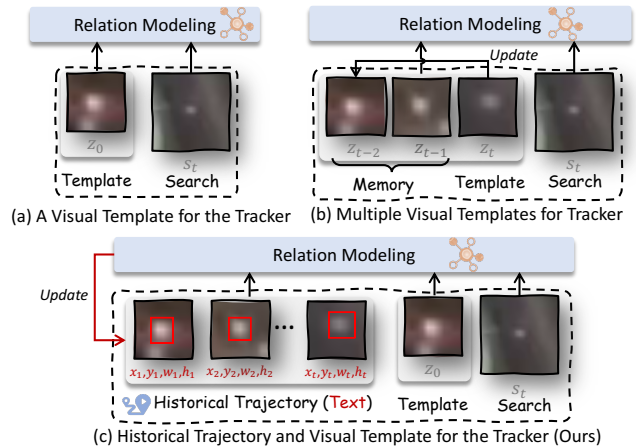 Relation Modeling
z₀
sₜ
Template Search
(a) A Visual Template for the Tracker
Relation Modeling
Update
zₜ₋₂ zₜ₋₁ zₜ
sₜ
Memory Template Search
(b) Multiple Visual Templates for Tracker
Relation Modeling
Update
x₁,y₁,w₁,h₁ x₂,y₂,w₂,h₂ ... xₜ,yₜ,wₜ,hₜ
z₀
sₜ
Historical Trajectory (Text) Template Search
(c) Historical Trajectory and Visual Template for the Tracker (Ours)